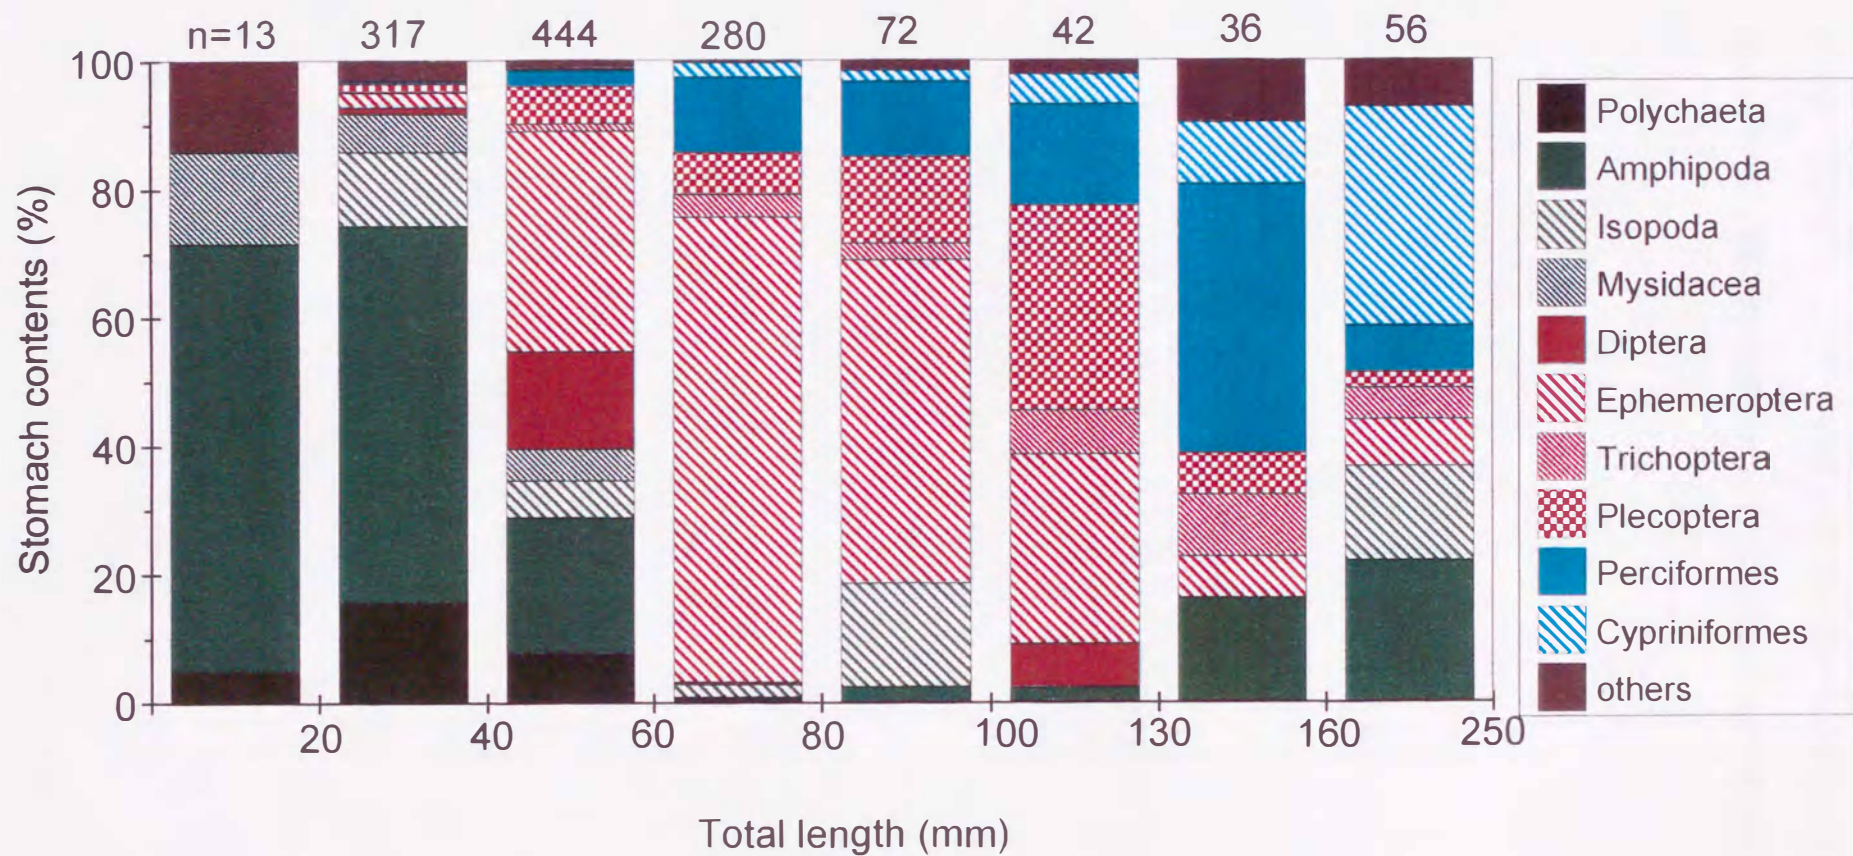 n=13 317 444 280 72 42 36 56
100
80
60
40
20
0
Stomach contents (%)
20 40 60 80 100 130 160 250
Total length (mm)
Polychaeta
Amphipoda
Isopoda
Mysidacea
Diptera
Ephemeroptera
Trichoptera
Plecoptera
Perciformes
Cypriniformes
others